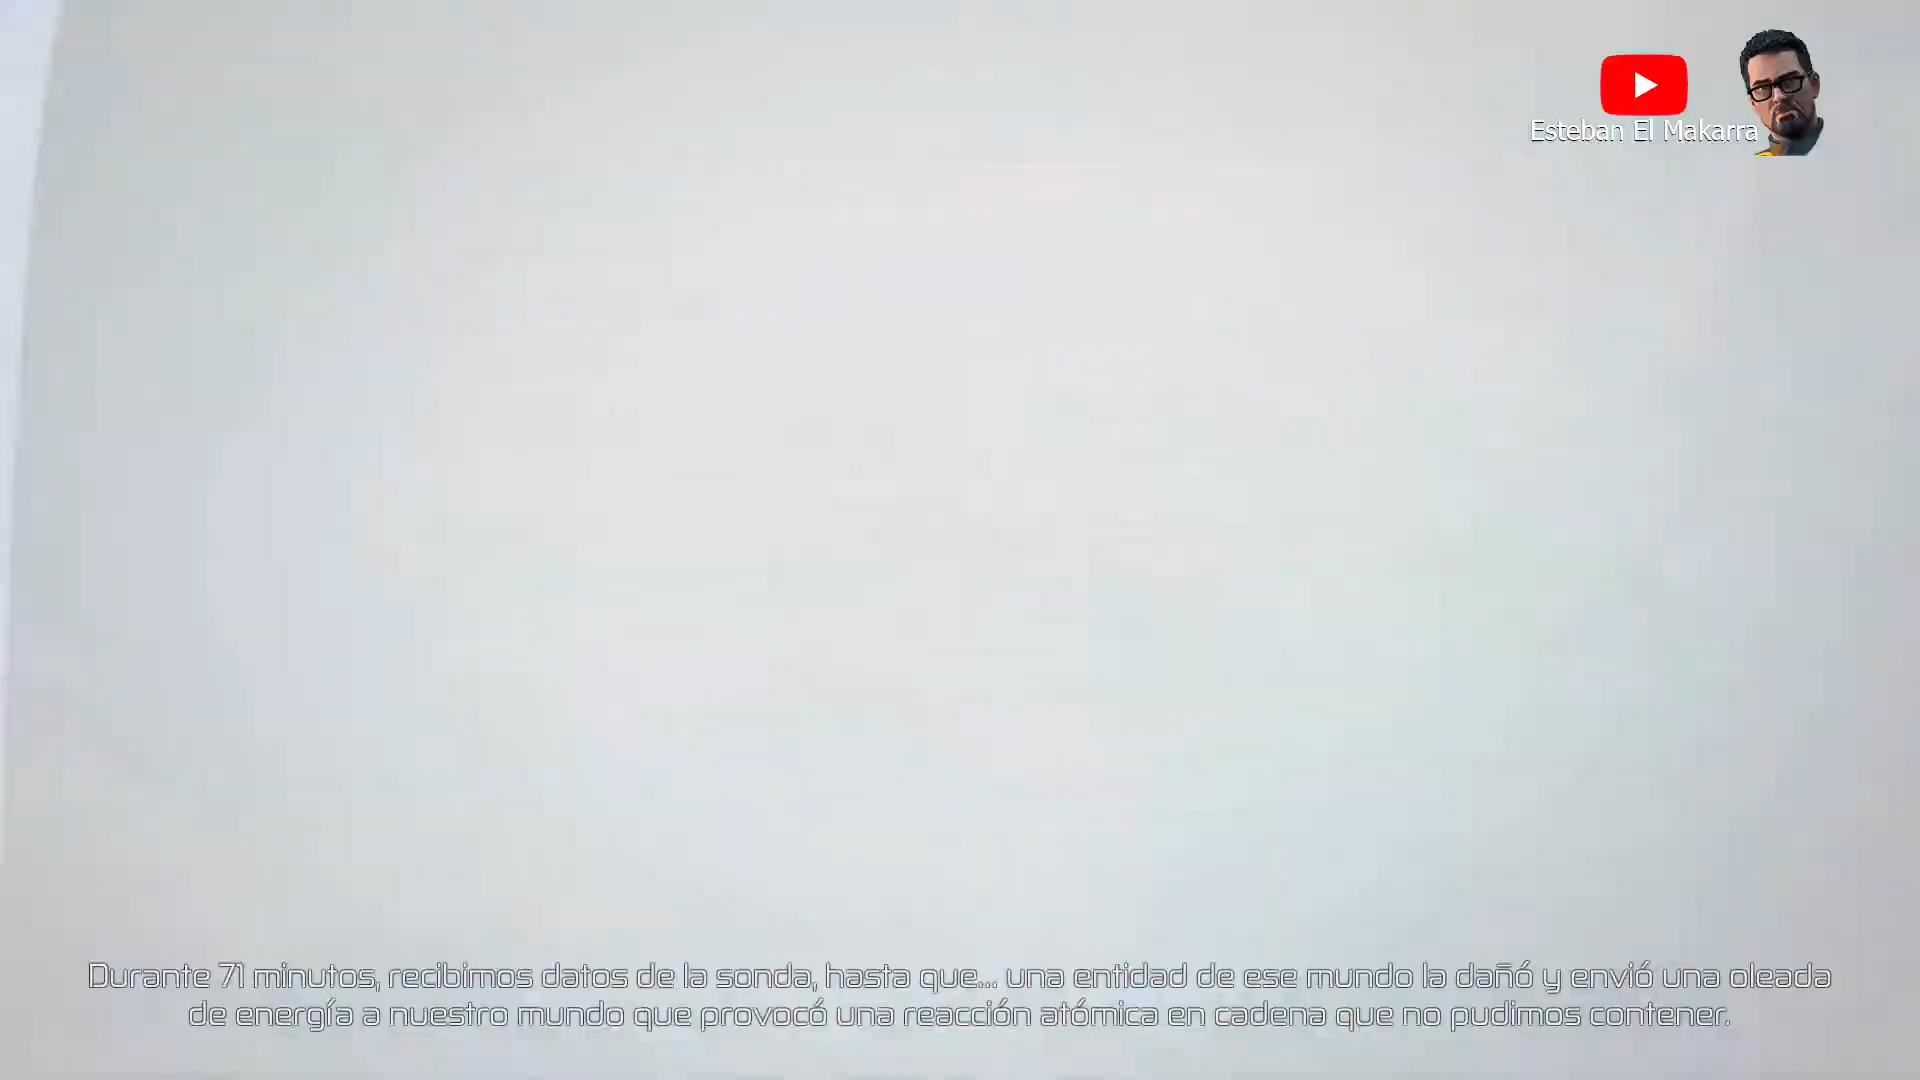 Esteban El Makarra
Durante 71 minutos, recibimos datos de la sonda, hasta que... una entidad de ese mundo la dañó y envió una oleada
de energía a nuestro mundo que provocó una reacción atómica en cadena que no pudimos contener.